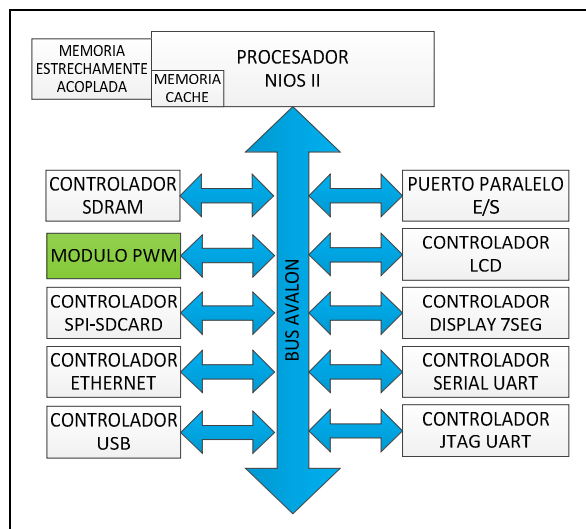 MEMORIA
ESTRECHAMENTE
ACOPLADA
PROCESADOR
NIOS II
MEMORIA
CACHE
CONTROLADOR
SDRAM
MODULO PWM
CONTROLADOR
SPI-SDCARD
CONTROLADOR
ETHERNET
CONTROLADOR
USB
BUS AVALON
PUERTO PARALELO
E/S
CONTROLADOR
LCD
CONTROLADOR
DISPLAY 7SEG
CONTROLADOR
SERIAL UART
CONTROLADOR
JTAG UART